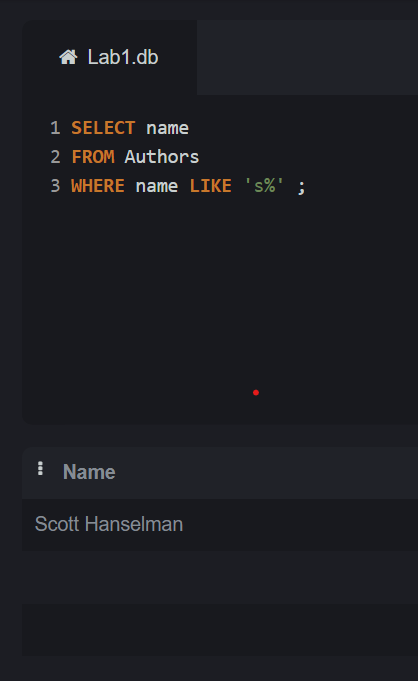 Lab1.db
1 SELECT name
2 FROM Authors
3 WHERE name LIKE 's%' ;
Name
Scott Hanselman